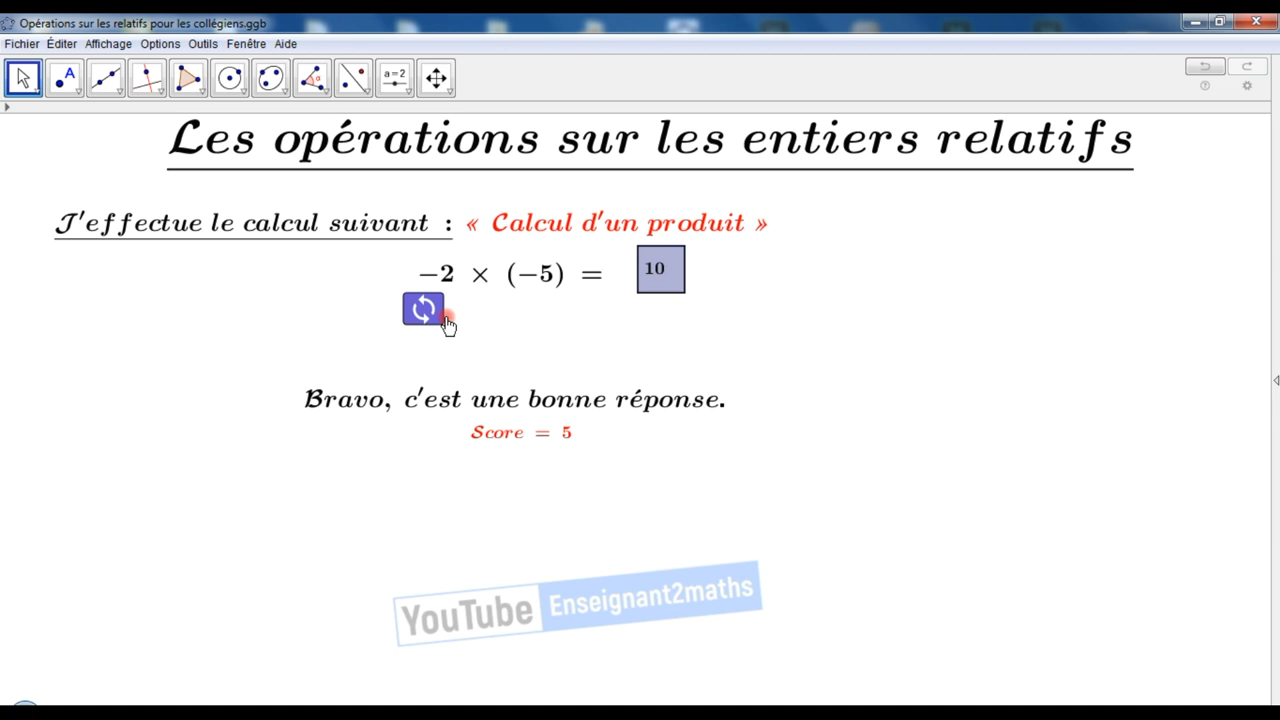 Opérations sur les relatifs pour les collégiens.ggb
Fichier Éditer Affichage Options Outils Fenêtre Aide
A
α
a=2
Les opérations sur les entiers relatifs
J'effectue le calcul suivant : « Calcul d'un produit »
−2 × (−5) = 10
Bravo, c'est une bonne réponse.
Score = 5
YouTube Enseignant2maths